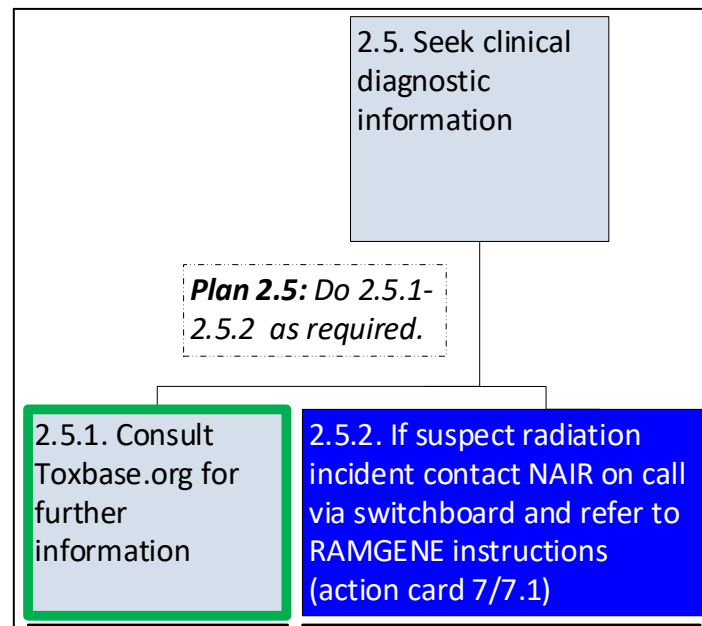 2.5. Seek clinical
diagnostic
information
Plan 2.5: Do 2.5.1-
2.5.2  as required.
2.5.1. Consult
Toxbase.org for
further
information
2.5.2. If suspect radiation
incident contact NAIR on call
via switchboard and refer to
RAMGENE instructions
(action card 7/7.1)